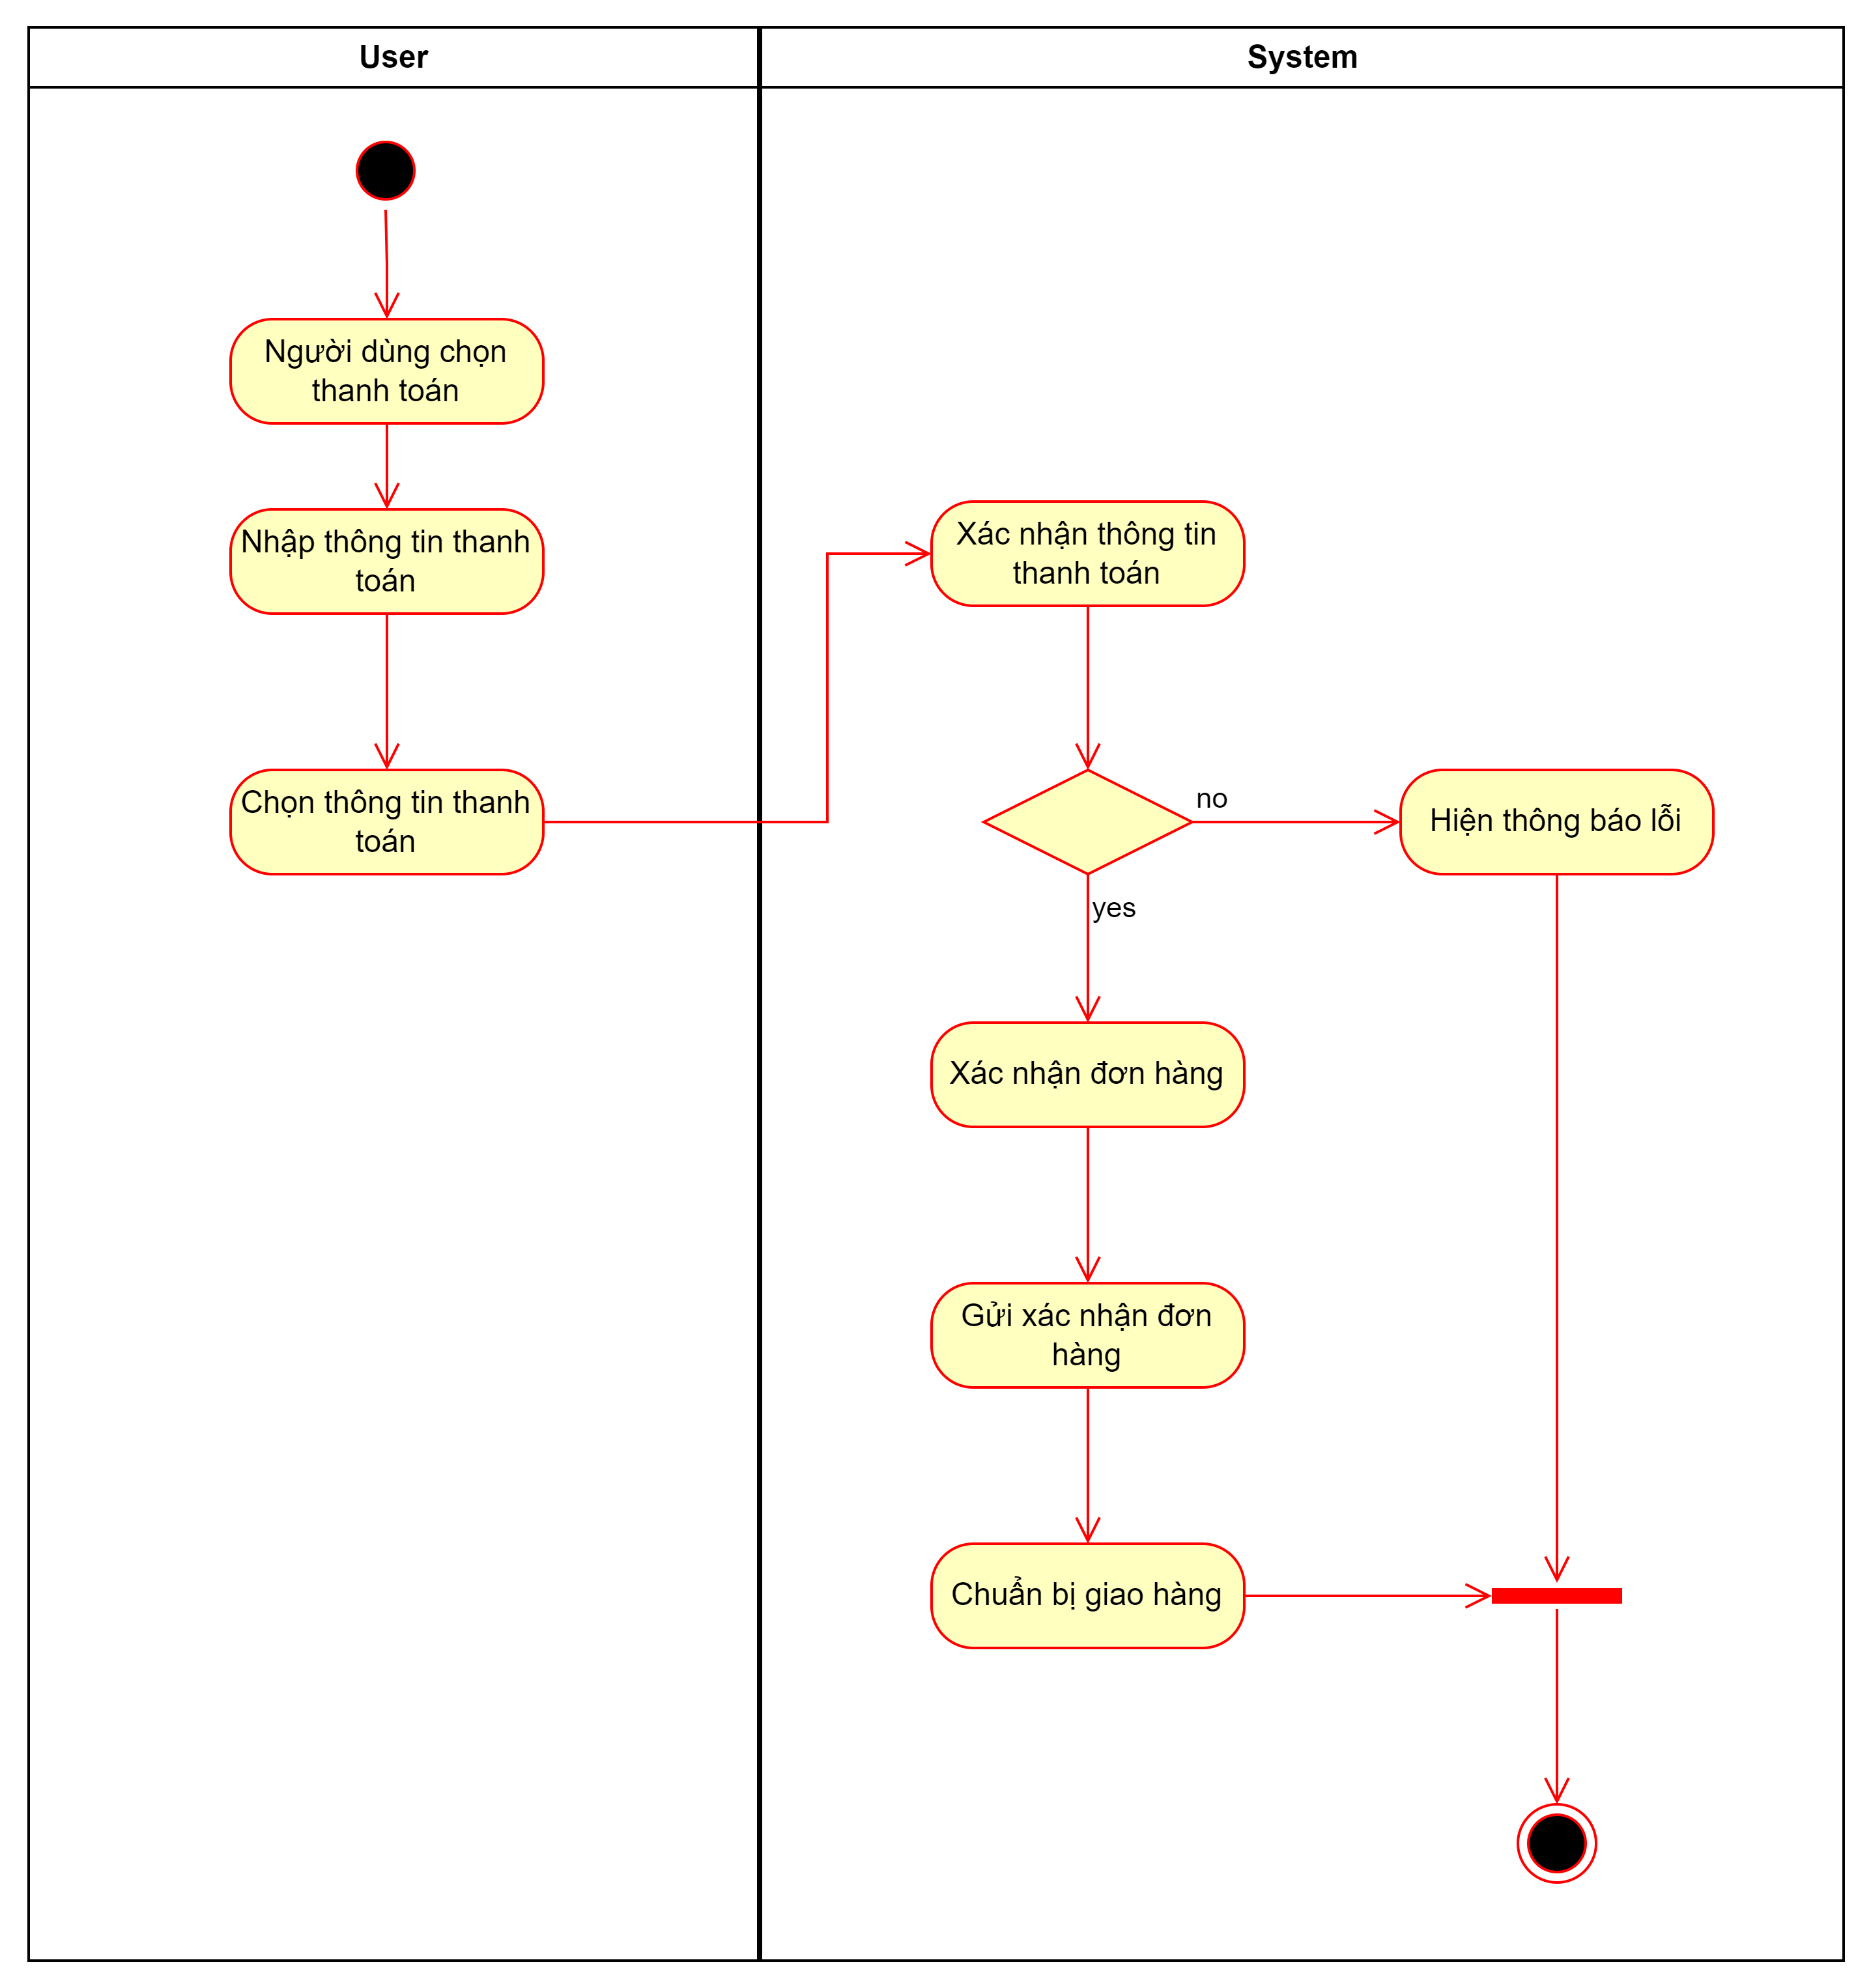 User
System
Người dùng chọn
thanh toán
Nhập thông tin thanh
toán
Xác nhận thông tin
thanh toán
Chọn thông tin thanh
toán
no
Hiện thông báo lỗi
yes
Xác nhận đơn hàng
Gửi xác nhận đơn
hàng
Chuẩn bị giao hàng